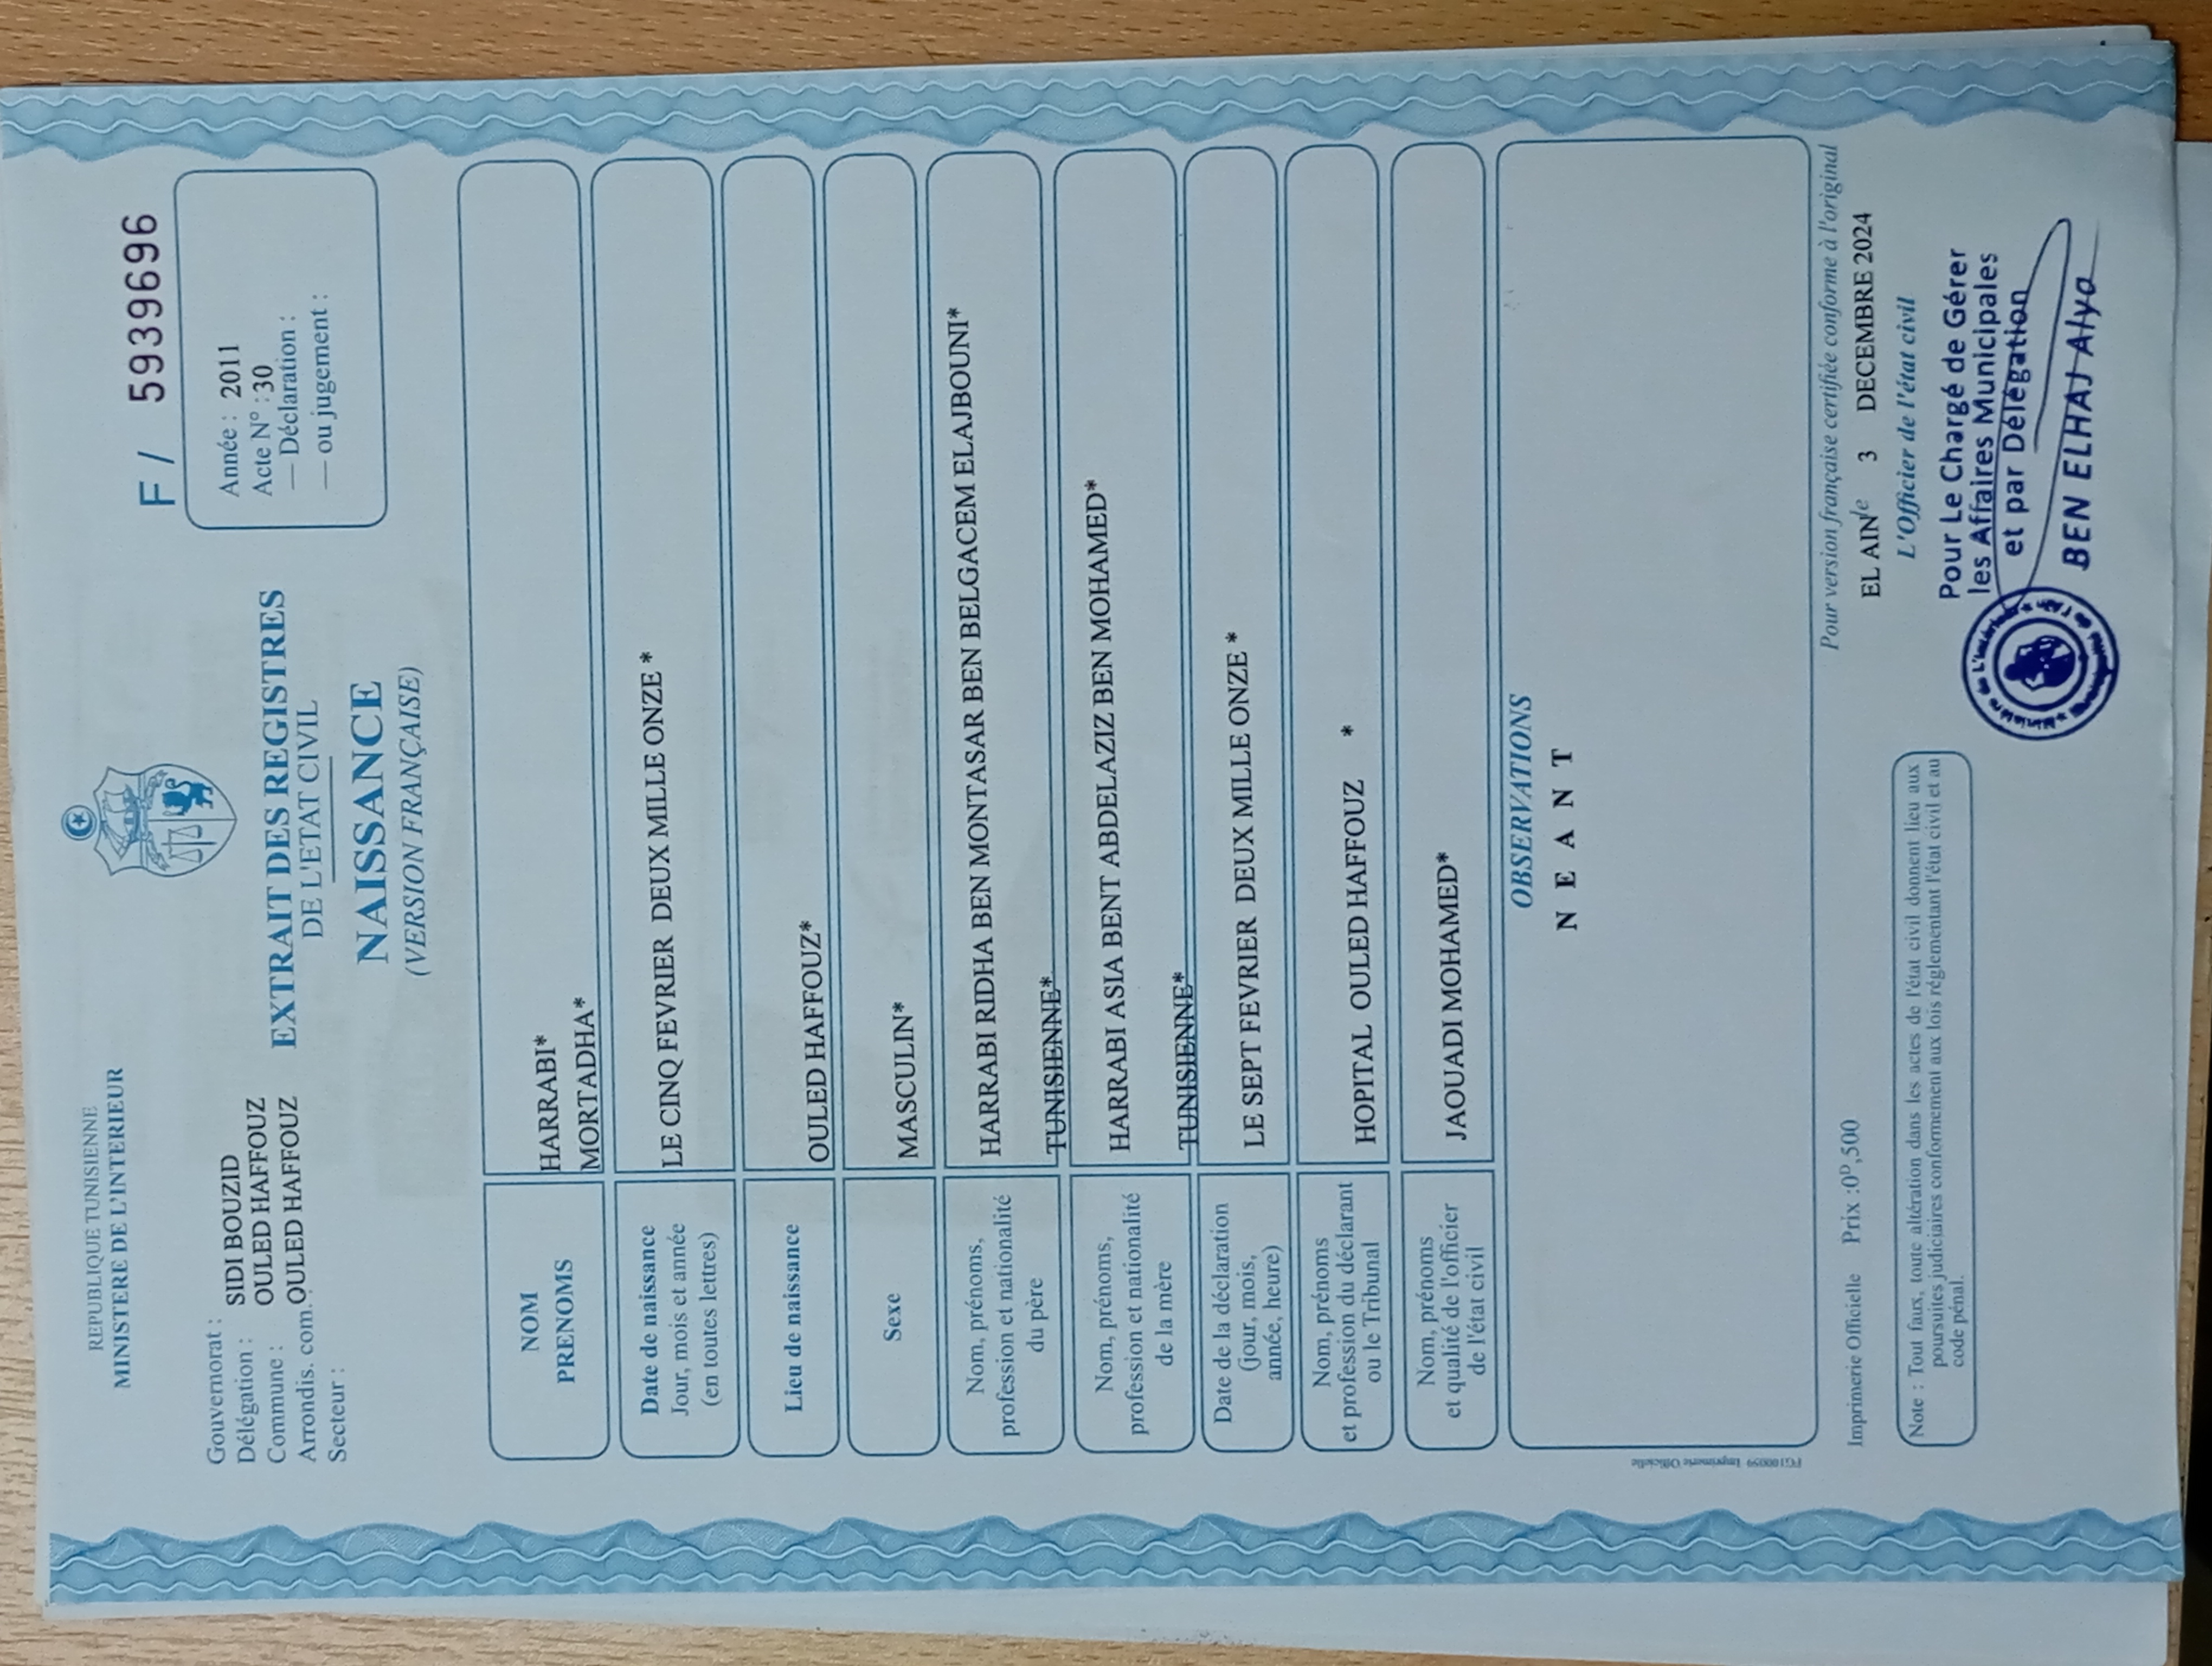 REPUBLIQUE TUNISIENNE
MINISTERE DE L'INTERIEUR
F / 5939696
Gouvernorat : SIDI BOUZID
Délégation : OULED HAFFOUZ
Commune : OULED HAFFOUZ
Arrondis. com. :
Secteur :
EXTRAIT DES REGISTRES
DE L'ETAT CIVIL
NAISSANCE
(VERSION FRANÇAISE)
Année : 2011
Acte N° : 30
— Déclaration :
— ou jugement :
NOM
PRENOMS
HARRABI*
MORTADHA*
Date de naissance
Jour, mois et année
(en toutes lettres)
LE CINQ FEVRIER DEUX MILLE ONZE *
Lieu de naissance
OULED HAFFOUZ*
Sexe
MASCULIN*
Nom, prénoms,
profession et nationalité
du père
HARRABI RIDHA BEN MONTASAR BEN BELGACEM ELAJBOUNI*
TUNISIENNE*
Nom, prénoms,
profession et nationalité
de la mère
HARRABI ASIA BENT ABDELAZIZ BEN MOHAMED*
TUNISIENNE*
Date de la déclaration
(jour, mois,
année, heure)
LE SEPT FEVRIER DEUX MILLE ONZE *
Nom, prénoms
et profession du déclarant
ou le Tribunal
HOPITAL OULED HAFFOUZ *
Nom, prénoms
et qualité de l'officier
de l'état civil
JAOUADI MOHAMED*
OBSERVATIONS
N E A N T
FG180059 Imprimerie Officielle
Imprimerie Officielle Prix :0ᴰ,500
Pour version française certifiée conforme à l'original
EL AIN le 3 DECEMBRE 2024
L'Officier de l'état civil
Note : Tout faux, toute altération dans les actes de l'état civil donnent lieu aux
poursuites judiciaires conformement aux lois réglementant l'état civil et au
code pénal.
Pour Le Chargé de Gérer
les Affaires Municipales
et par Délégation
BEN ELHAJ Alya
Ministère de L'intérieur